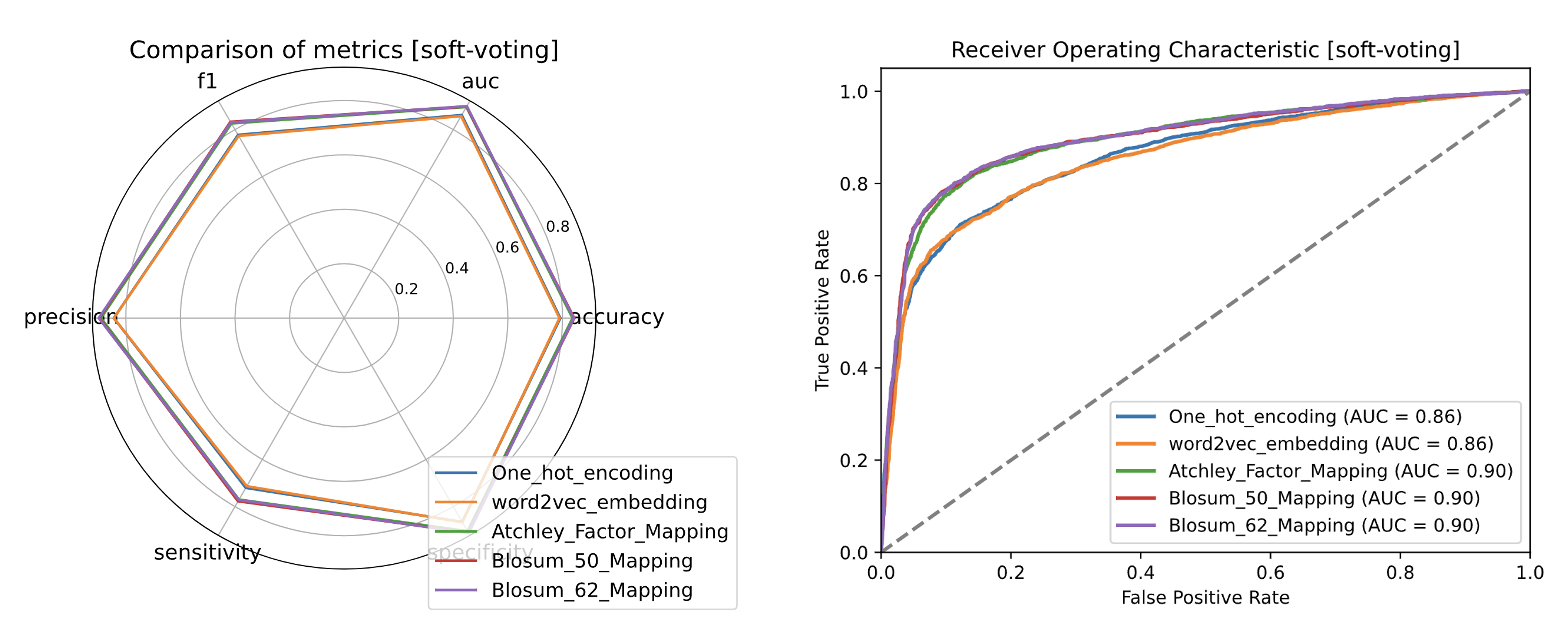 Comparison of metrics [soft-voting]
f1
auc
0.8
0.6
0.4
0.2
precision
accuracy
sensitivity
specificity
One_hot_encoding
word2vec_embedding
Atchley_Factor_Mapping
Blosum_50_Mapping
Blosum_62_Mapping
Receiver Operating Characteristic [soft-voting]
True Positive Rate
1.0
0.8
0.6
0.4
0.2
0.0
One_hot_encoding (AUC = 0.86)
word2vec_embedding (AUC = 0.86)
Atchley_Factor_Mapping (AUC = 0.90)
Blosum_50_Mapping (AUC = 0.90)
Blosum_62_Mapping (AUC = 0.90)
0.0 0.2 0.4 0.6 0.8 1.0
False Positive Rate